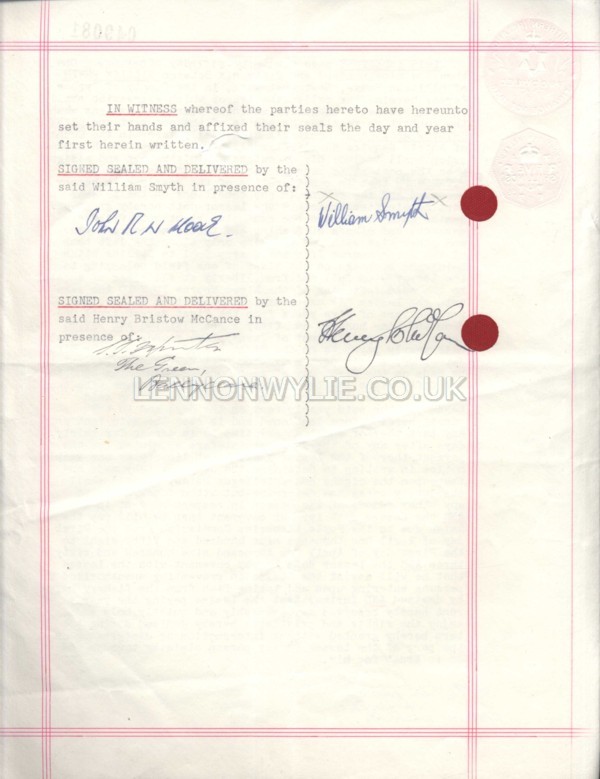 IN WITNESS whereof the parties hereto have hereunto
set their hands and affixed their seals the day and year
first herein written.
SIGNED SEALED AND DELIVERED by the
said William Smyth in presence of:
William Smyth
John R W
SIGNED SEALED AND DELIVERED by the
said Henry Bristow McCance in
presence of:
Henry
The Green,
LENNONWYLIE.CO.UK